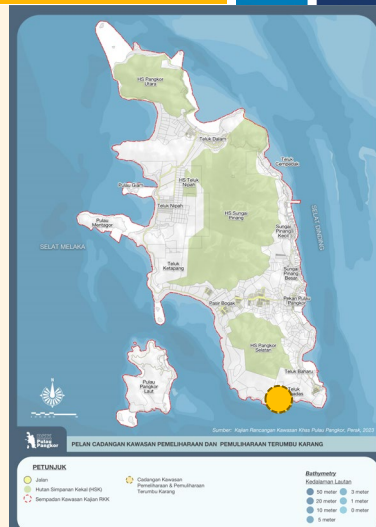 HS Pangkor
Utara
Teluk Dalam
Teluk
Cempedak
Pulau Giam
HS Teluk
Nipah
Teluk Nipah
HS Sungai
Pinang
Pulau
Mentagor
Sungai
Pinang
Kecil
SELAT DINDING
SELAT MELAKA
Teluk
Ketapang
Sungai
Pinang
Besar
Pasir Bogak
Pekan Pulau
Pangkor
HS Pangkor
Selatan
Pulau
Pangkor
Laut
Teluk Baharu
Teluk
Sumber: Kajian Rancangan Kawasan Khas Pulau Pangkor, Perak, 2023
Pulau
Pangkor
PELAN CADANGAN KAWASAN PEMELIHARAAN DAN PEMULIHARAAN TERUMBU KARANG
PETUNJUK
Jalan
Hutan Simpanan Kekal (HSK)
Sempadan Kawasan Kajian RKK
Cadangan Kawasan
Pemeliharaan & Pemuliharaan
Terumbu Karang
Bathymetry
Kedalaman Lautan
50 meter
3 meter
20 meter
1 meter
10 meter
0 meter
5 meter